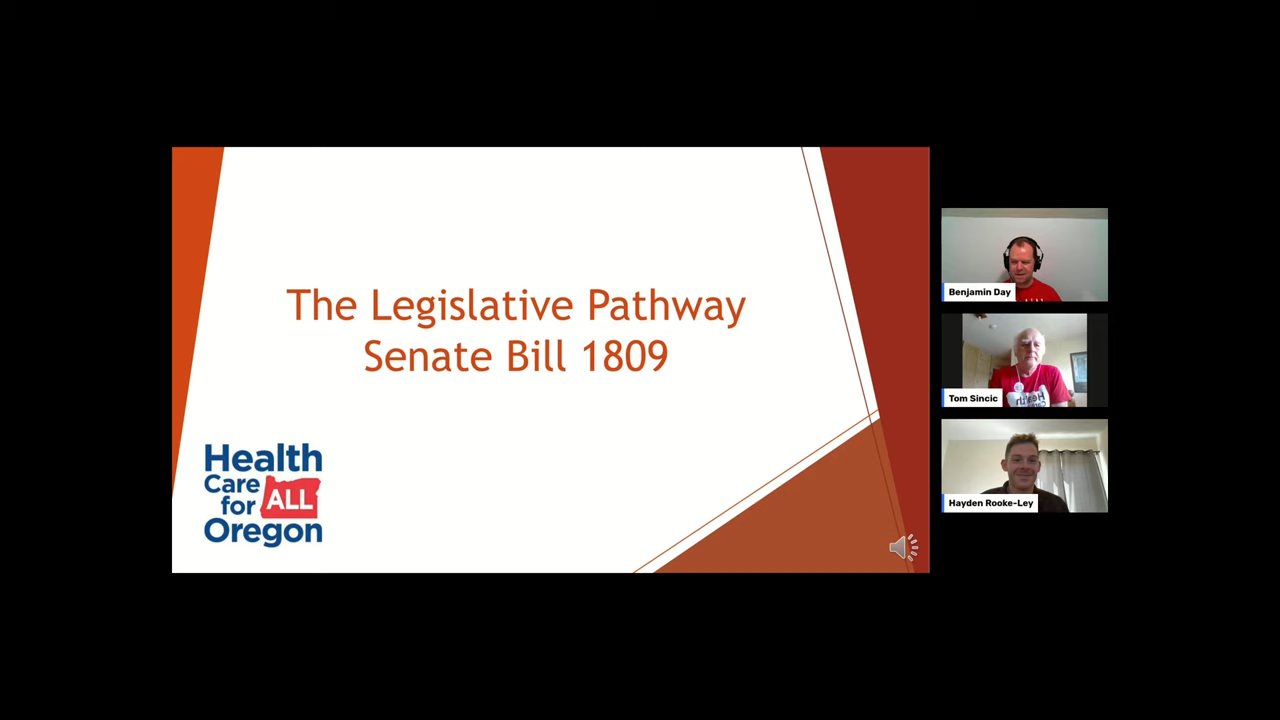 The Legislative Pathway
Senate Bill 1809
Health
Care
for ALL
Oregon
Benjamin Day
Tom Sincic
Hayden Rooke-Ley